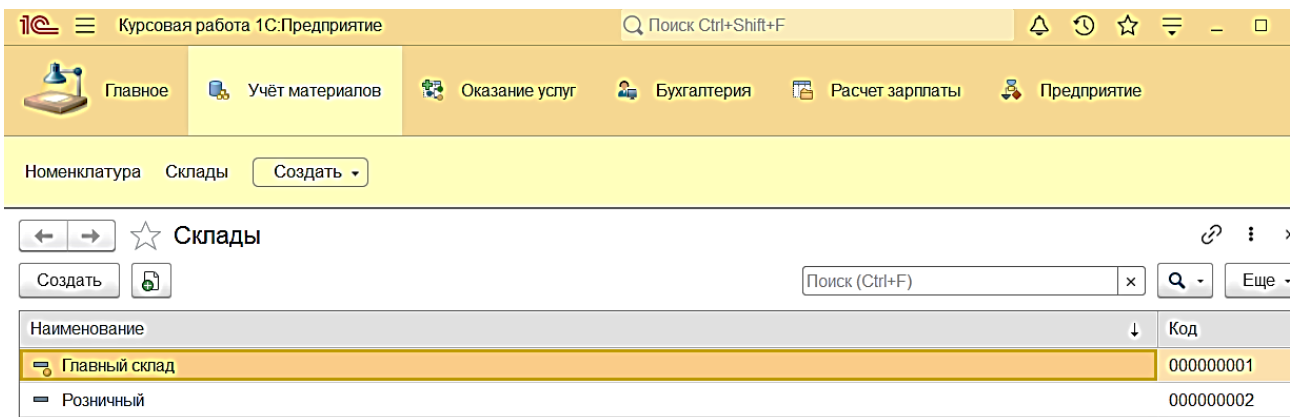 1С Курсовая работа 1С:Предприятие Поиск Ctrl+Shift+F
Главное Учёт материалов Оказание услуг Бухгалтерия Расчет зарплаты Предприятие
Номенклатура Склады Создать
Склады
Создать Поиск (Ctrl+F) × Еще
Наименование ↓ Код
Главный склад 000000001
Розничный 000000002